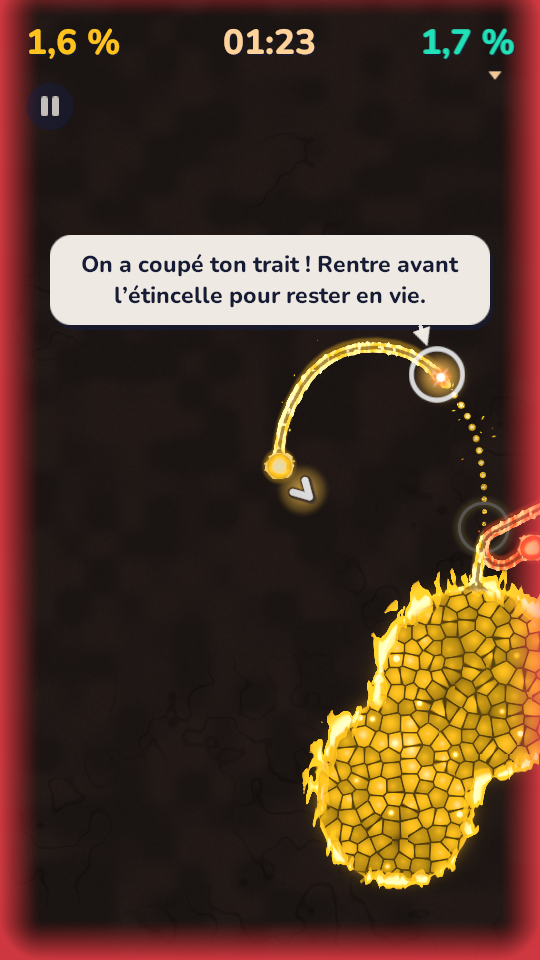 1,6 %
01:23
1,7 %
On a coupé ton trait ! Rentre avant
l’étincelle pour rester en vie.